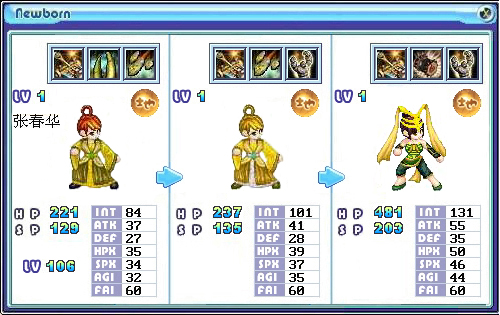 Newborn
LV 1
张春华
HP 221
SP 129
LV 106
INT 84
ATK 37
DEF 27
HPX 35
SPX 34
AGI 32
FAI 60
LV 1
HP 237
SP 135
INT 101
ATK 41
DEF 28
HPX 39
SPX 37
AGI 35
FAI 60
LV 1
HP 481
SP 203
INT 131
ATK 55
DEF 35
HPX 50
SPX 46
AGI 44
FAI 60